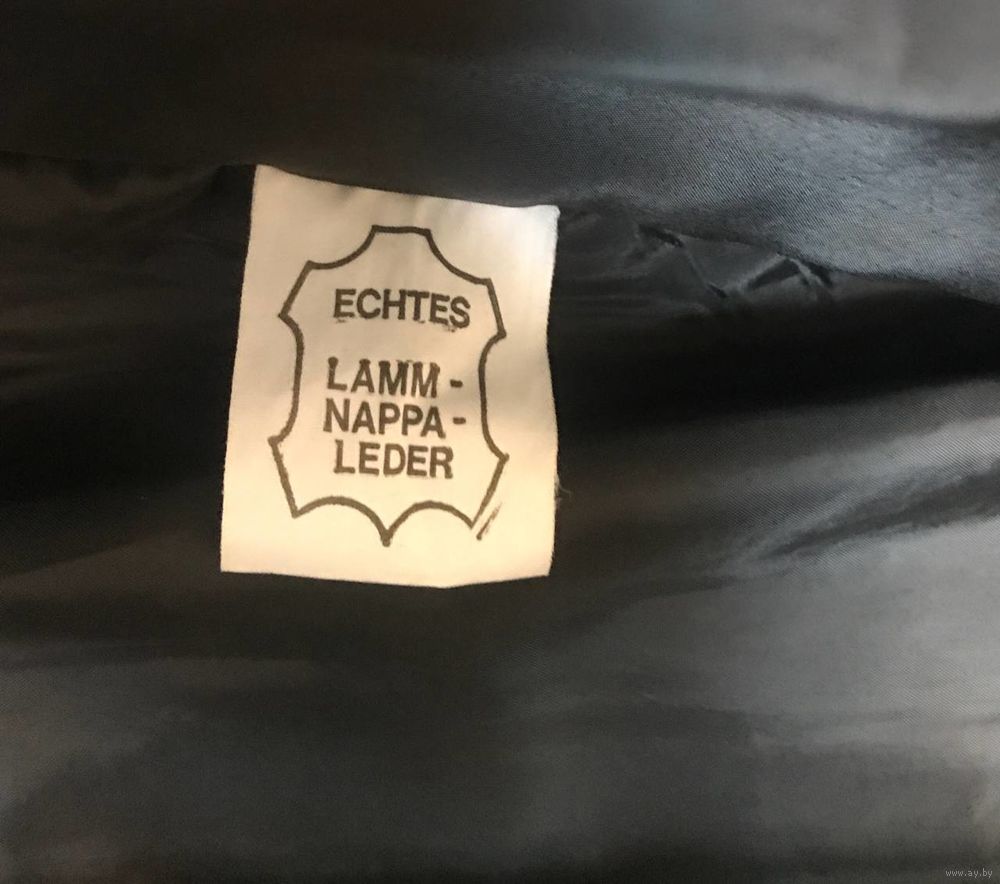 ECHTES
LAMM-
NAPPA-
LEDER
www.ay.by